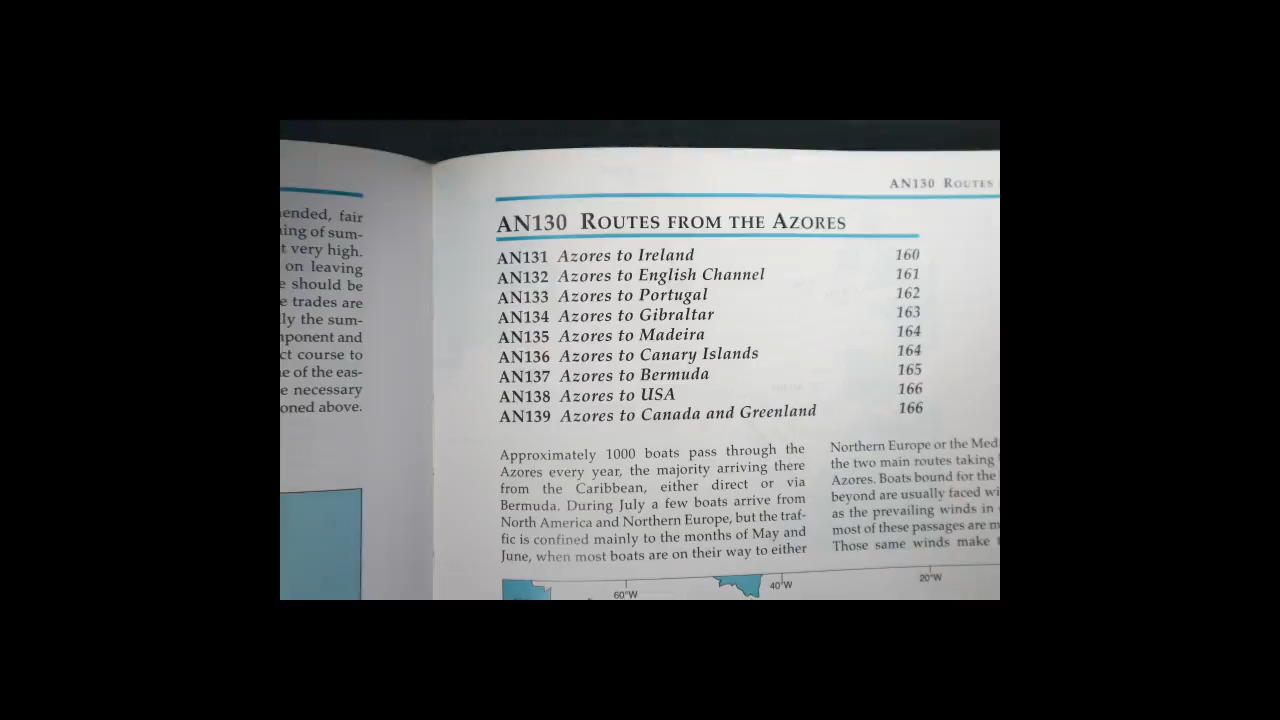 ended, fair
ing of sum-
t very high.
on leaving
should be
trades are
ly the sum-
ponent and
ct course to
e of the eas-
e necessary
oned above.
AN130 ROUTES
AN130 ROUTES FROM THE AZORES
AN131 Azores to Ireland 160
AN132 Azores to English Channel 161
AN133 Azores to Portugal 162
AN134 Azores to Gibraltar 163
AN135 Azores to Madeira 164
AN136 Azores to Canary Islands 164
AN137 Azores to Bermuda 165
AN138 Azores to USA 166
AN139 Azores to Canada and Greenland 166
Approximately 1000 boats pass through the
Azores every year, the majority arriving there
from the Caribbean, either direct or via
Bermuda. During July a few boats arrive from
North America and Northern Europe, but the traf-
fic is confined mainly to the months of May and
June, when most boats are on their way to either
Northern Europe or the Med
the two main routes taking
Azores. Boats bound for the
beyond are usually faced wi
as the prevailing winds in
most of these passages are m
Those same winds make
60°W
40°W
20°W